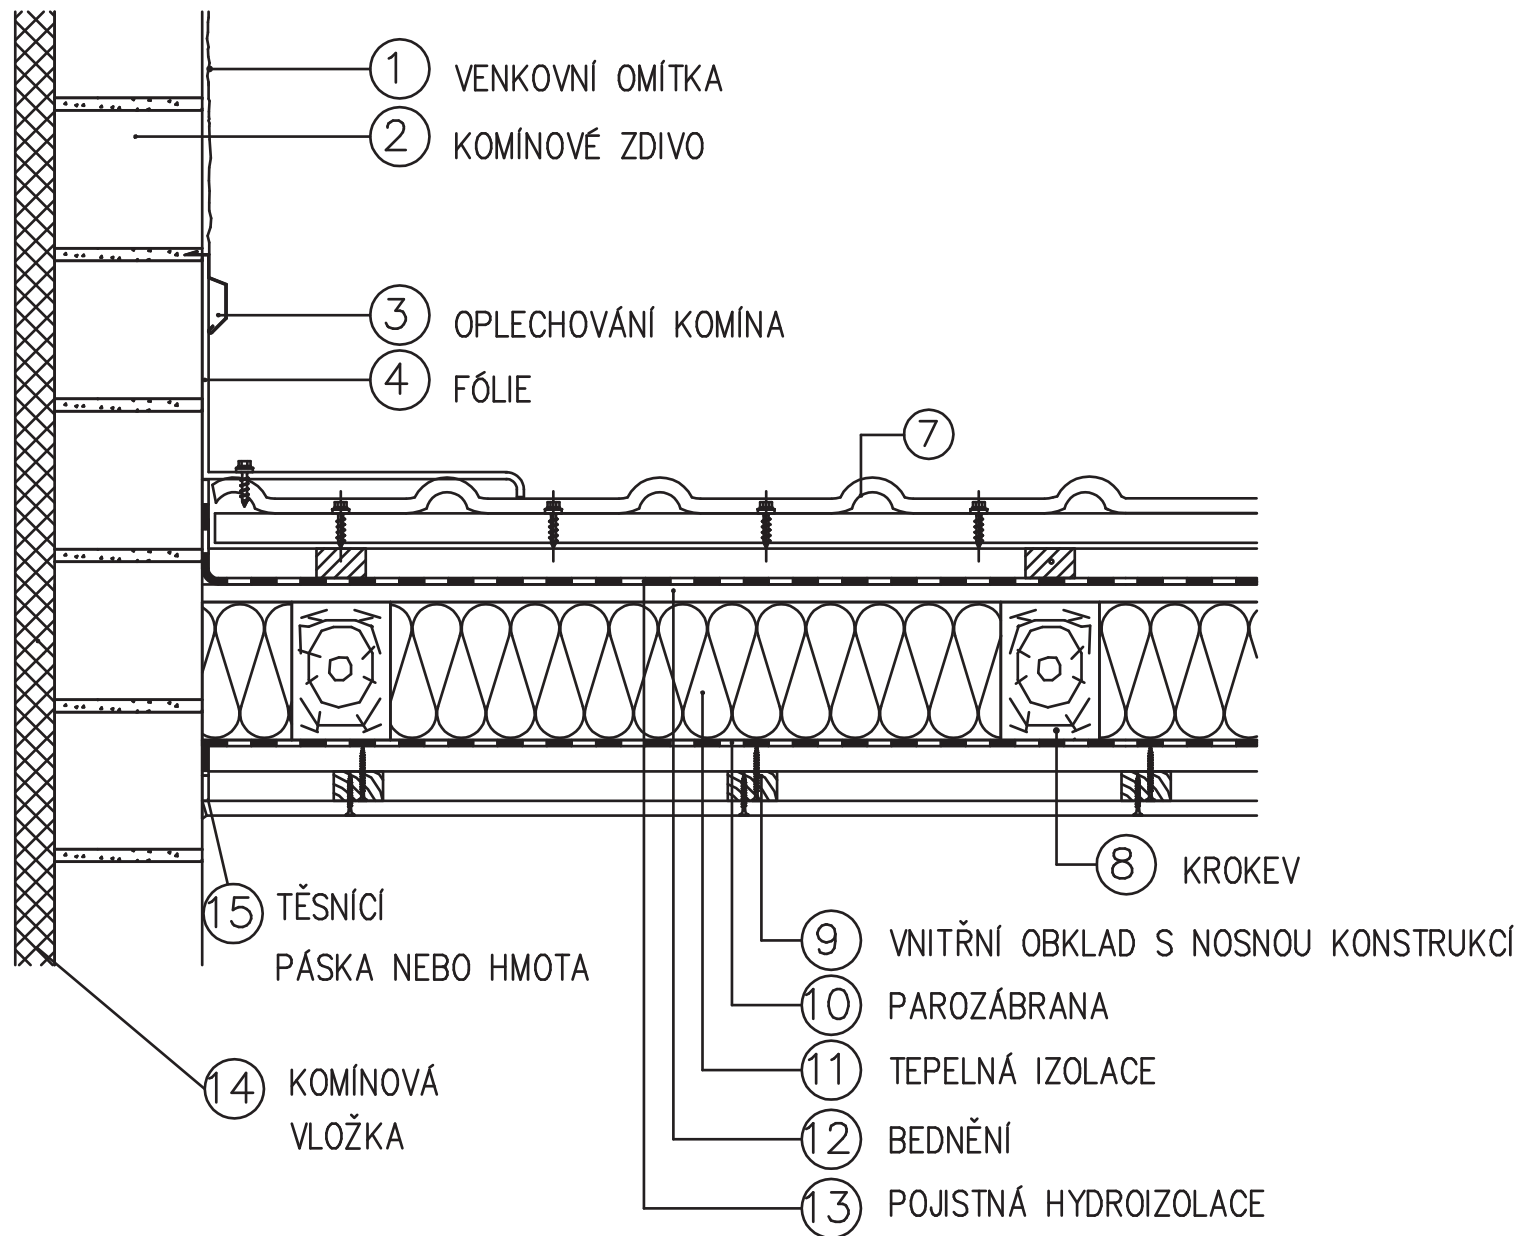 1 VENKOVNÍ OMÍTKA
2 KOMÍNOVÉ ZDIVO
3 OPLECHOVÁNÍ KOMÍNA
4 FÓLIE
7
8 KROKEV
15 TĚSNÍCÍ
PÁSKA NEBO HMOTA
9 VNITŘNÍ OBKLAD S NOSNOU KONSTRUKCÍ
10 PAROZÁBRANA
11 TEPELNÁ IZOLACE
14 KOMÍNOVÁ
VLOŽKA
12 BEDNĚNÍ
13 POJISTNÁ HYDROIZOLACE